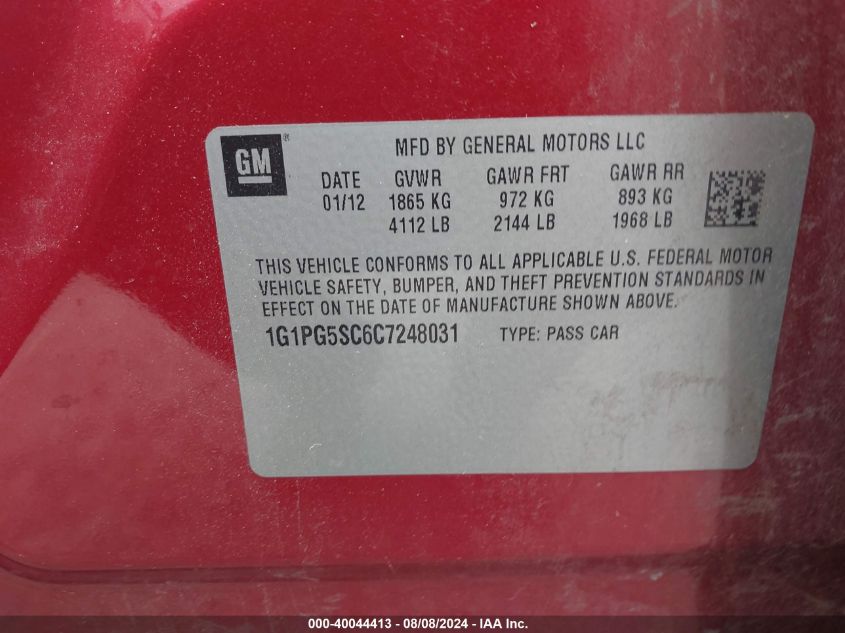 GM®
MFD BY GENERAL MOTORS LLC
DATE GVWR GAWR FRT GAWR RR
01/12 1865 KG 972 KG 893 KG
4112 LB 2144 LB 1968 LB
THIS VEHICLE CONFORMS TO ALL APPLICABLE U.S. FEDERAL MOTOR
VEHICLE SAFETY, BUMPER, AND THEFT PREVENTION STANDARDS IN
EFFECT ON THE DATE OF MANUFACTURE SHOWN ABOVE.
1G1PG5SC6C7248031 TYPE: PASS CAR
000-40044413 - 08/08/2024 - IAA Inc.